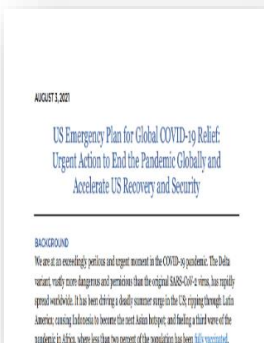 AUGUST 3, 2021
US Emergency Plan for Global COVID-19 Relief:
Urgent Action to End the Pandemic Globally and
Accelerate US Recovery and Security
BACKGROUND
We are at an exceedingly perilous and urgent moment in the COVID-19 pandemic. The Delta
variant, vastly more dangerous and pernicious than the original SARS-CoV-2 virus, has rapidly
spread worldwide. It has been driving a deadly summer surge in the US; ripping through Latin
America; causing Indonesia to become the next Asian hotspot; and fueling a third wave of the
pandemic in Africa, where less than two percent of the population has been fully vaccinated.